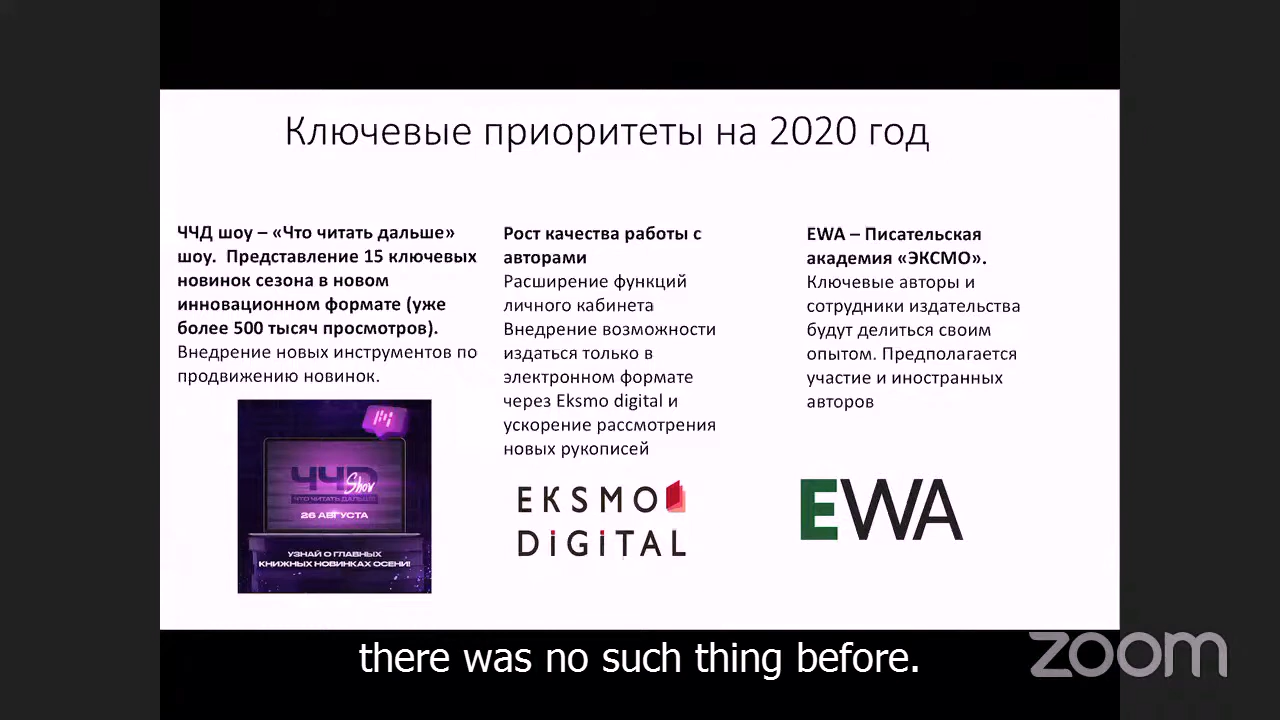 Ключевые приоритеты на 2020 год
ЧЧД шоу – «Что читать дальше»
шоу. Представление 15 ключевых
новинок сезона в новом
инновационном формате (уже
более 500 тысяч просмотров).
Внедрение новых инструментов по
продвижению новинок.
ЧЧД
Show
ЧТО ЧИТАТЬ ДАЛЬШЕ
26 АВГУСТА
УЗНАЙ О ГЛАВНЫХ
КНИЖНЫХ НОВИНКАХ ОСЕНИ!
Рост качества работы с
авторами
Расширение функций
личного кабинета
Внедрение возможности
издаться только в
электронном формате
через Eksmo digital и
ускорение рассмотрения
новых рукописей
EKSMO
DiGiTAL
EWA – Писательская
академия «ЭКСМО».
Ключевые авторы и
сотрудники издательства
будут делиться своим
опытом. Предполагается
участие и иностранных
авторов
EWA
there was no such thing before.
zoom